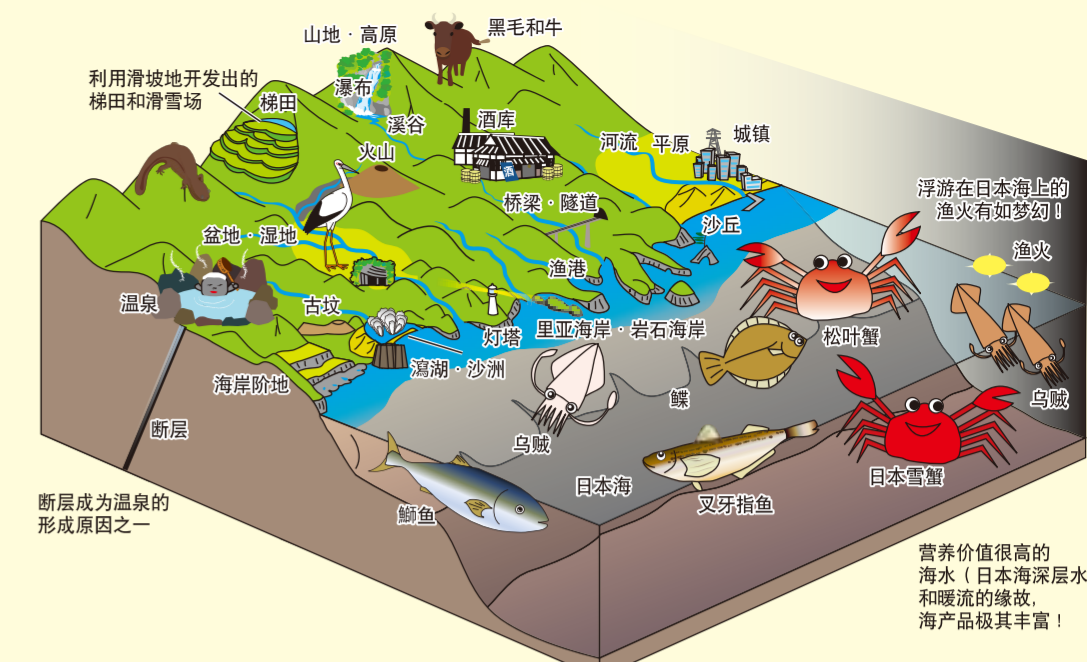 山地・高原
黑毛和牛
利用滑坡地开发出的
梯田和滑雪场
瀑布
梯田
溪谷
酒库
酒
火山
河流
平原
城镇
浮游在日本海上的
渔火有如梦幻！
桥梁・隧道
沙丘
盆地・湿地
渔港
渔火
温泉
古坟
灯塔
里亚海岸・岩石海岸
松叶蟹
潟湖・沙洲
海岸阶地
鲽
乌贼
断层
乌贼
日本海
日本雪蟹
叉牙指鱼
鰤鱼
断层成为温泉的
形成原因之一
营养价值很高的
海水（日本海深层水
和暖流的缘故，
海产品极其丰富！